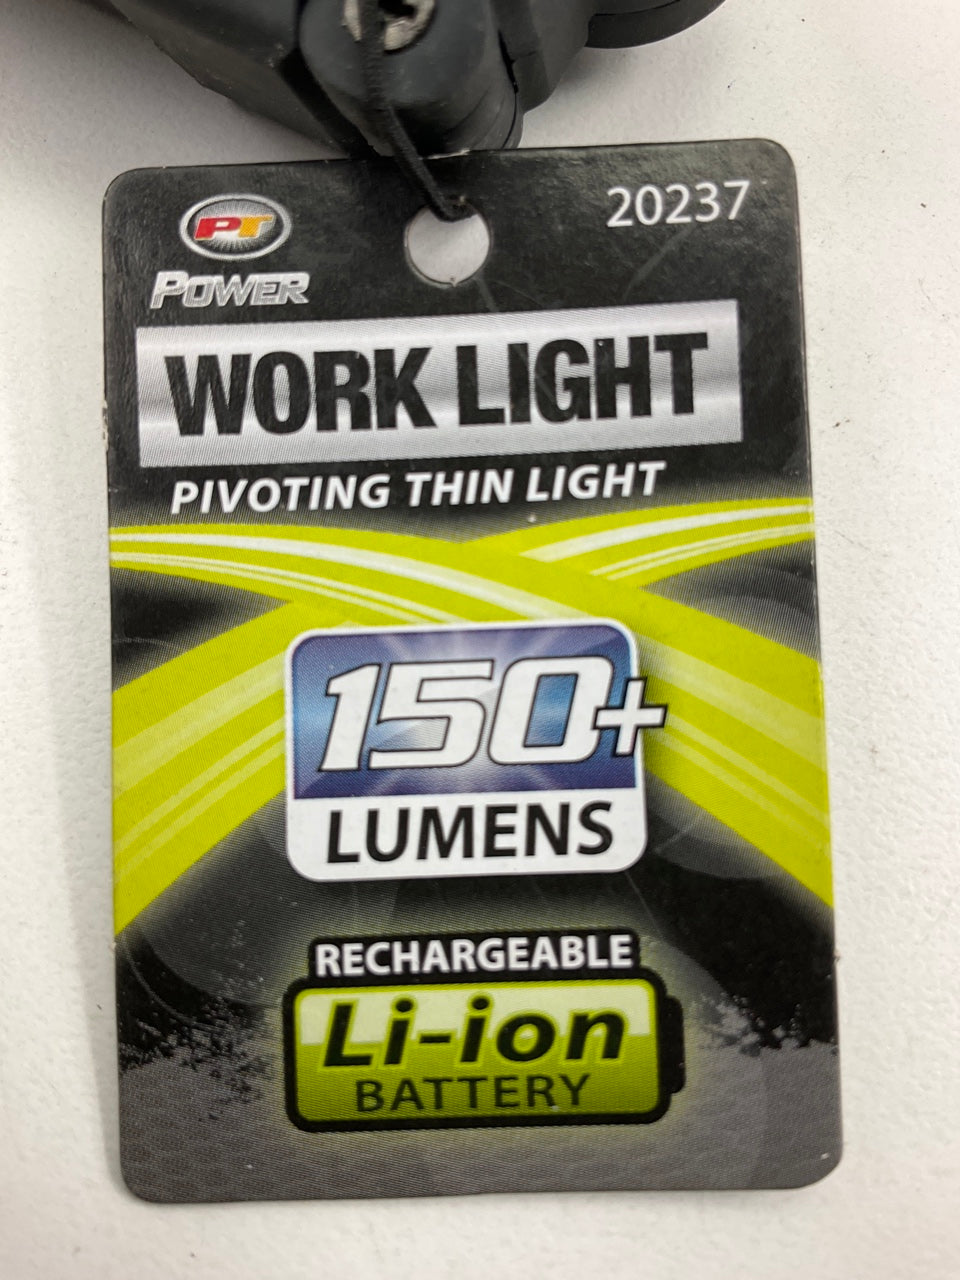 20237
PT
POWER
WORK LIGHT
PIVOTING THIN LIGHT
150+
LUMENS
RECHARGEABLE
Li-ion
BATTERY